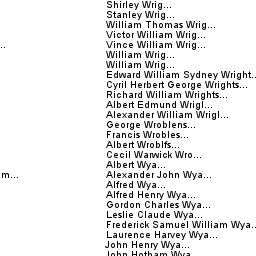 Shirley Wrig...
Stanley Wrig...
William Thomas Wrig...
Victor William Wrig...
...
Vince William Wrig...
William Wrig...
William Wrig...
Edward William Sydney Wright...
Cyril Herbert George Wrights...
Richard William Wrights...
Albert Edmund Wrigl...
Alexander William Wrigl...
George Wroblens...
Francis Wrobles...
Albert Wroblfs...
Cecil Warwick Wro...
Albert Wya...
m... Alexander John Wya...
Alfred Wya...
Alfred Henry Wya...
Gordon Charles Wya...
Leslie Claude Wya...
Frederick Samuel William Wya...
Laurence Harvey Wya...
John Henry Wya...
John Hotham Wya...